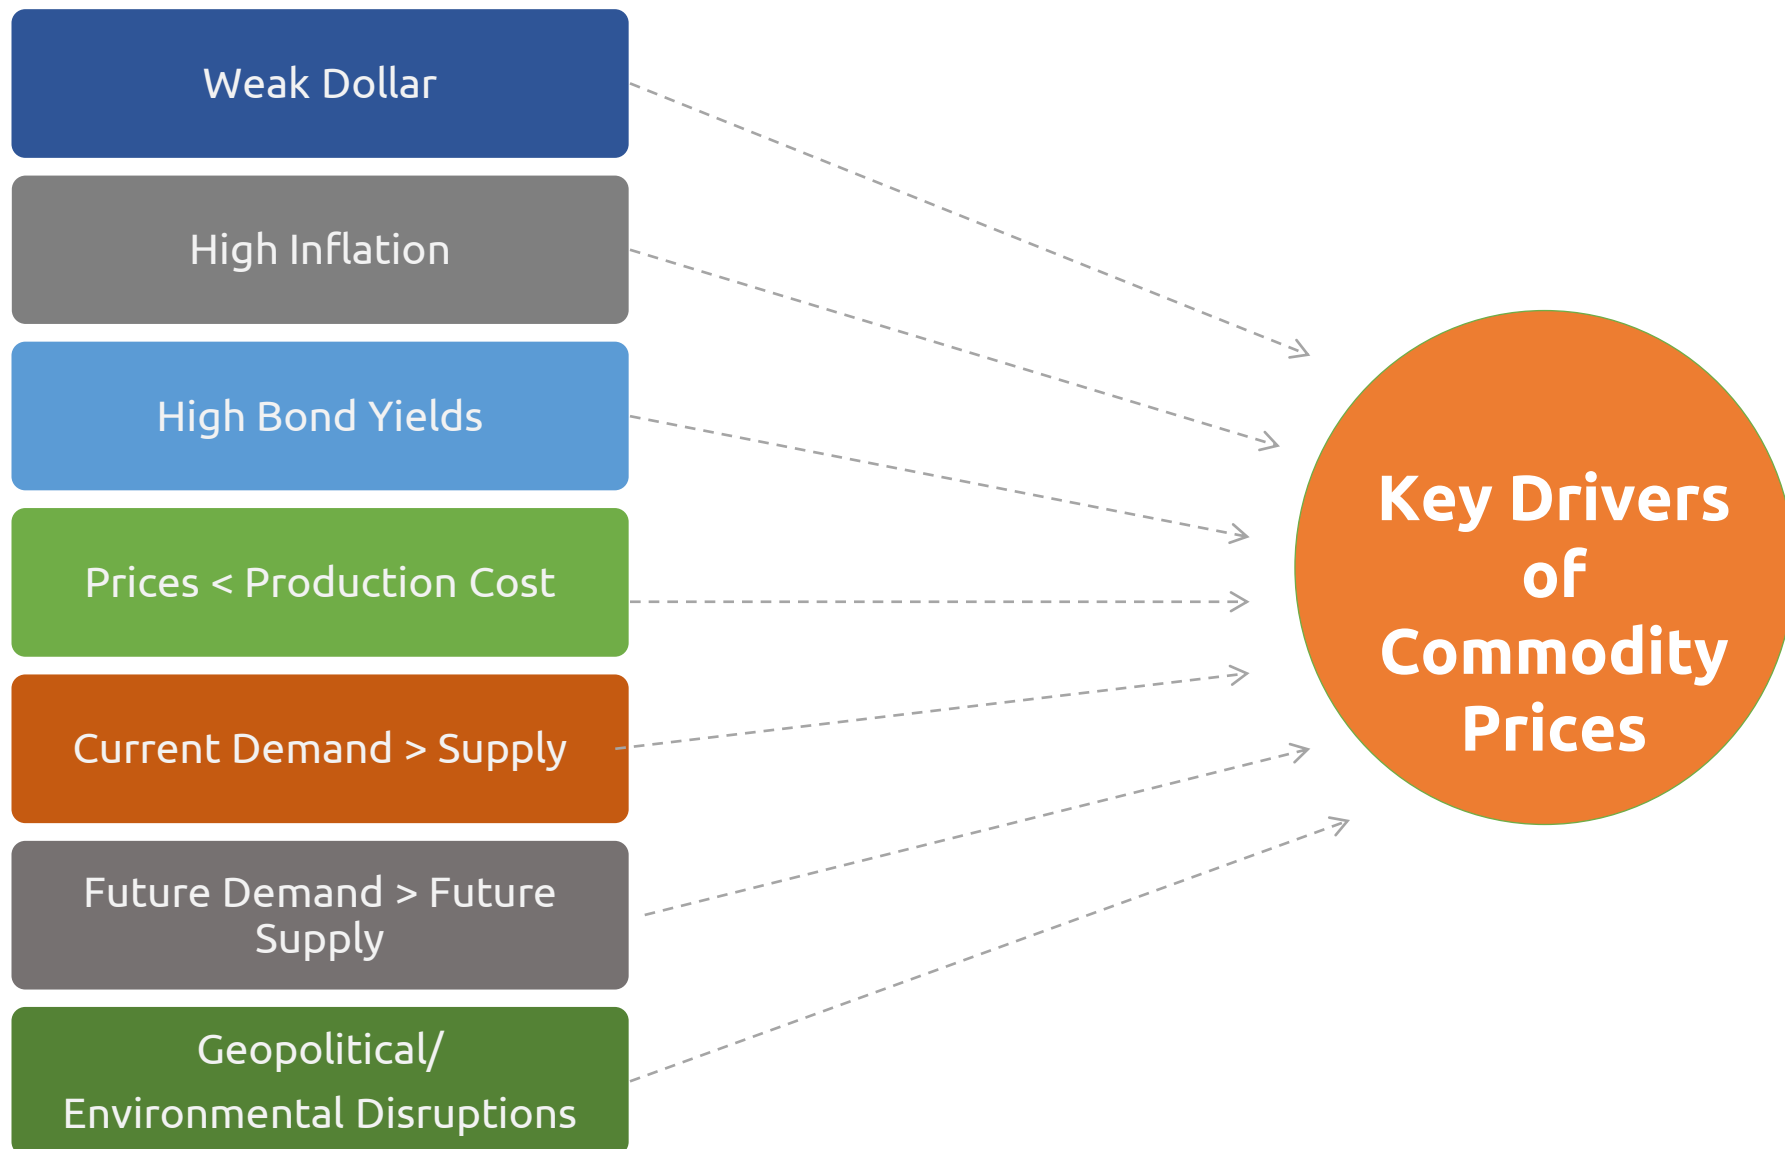 Weak Dollar
High Inflation
High Bond Yields
Prices < Production Cost
Current Demand > Supply
Future Demand > Future
Supply
Geopolitical/
Environmental Disruptions
Key Drivers
of
Commodity
Prices